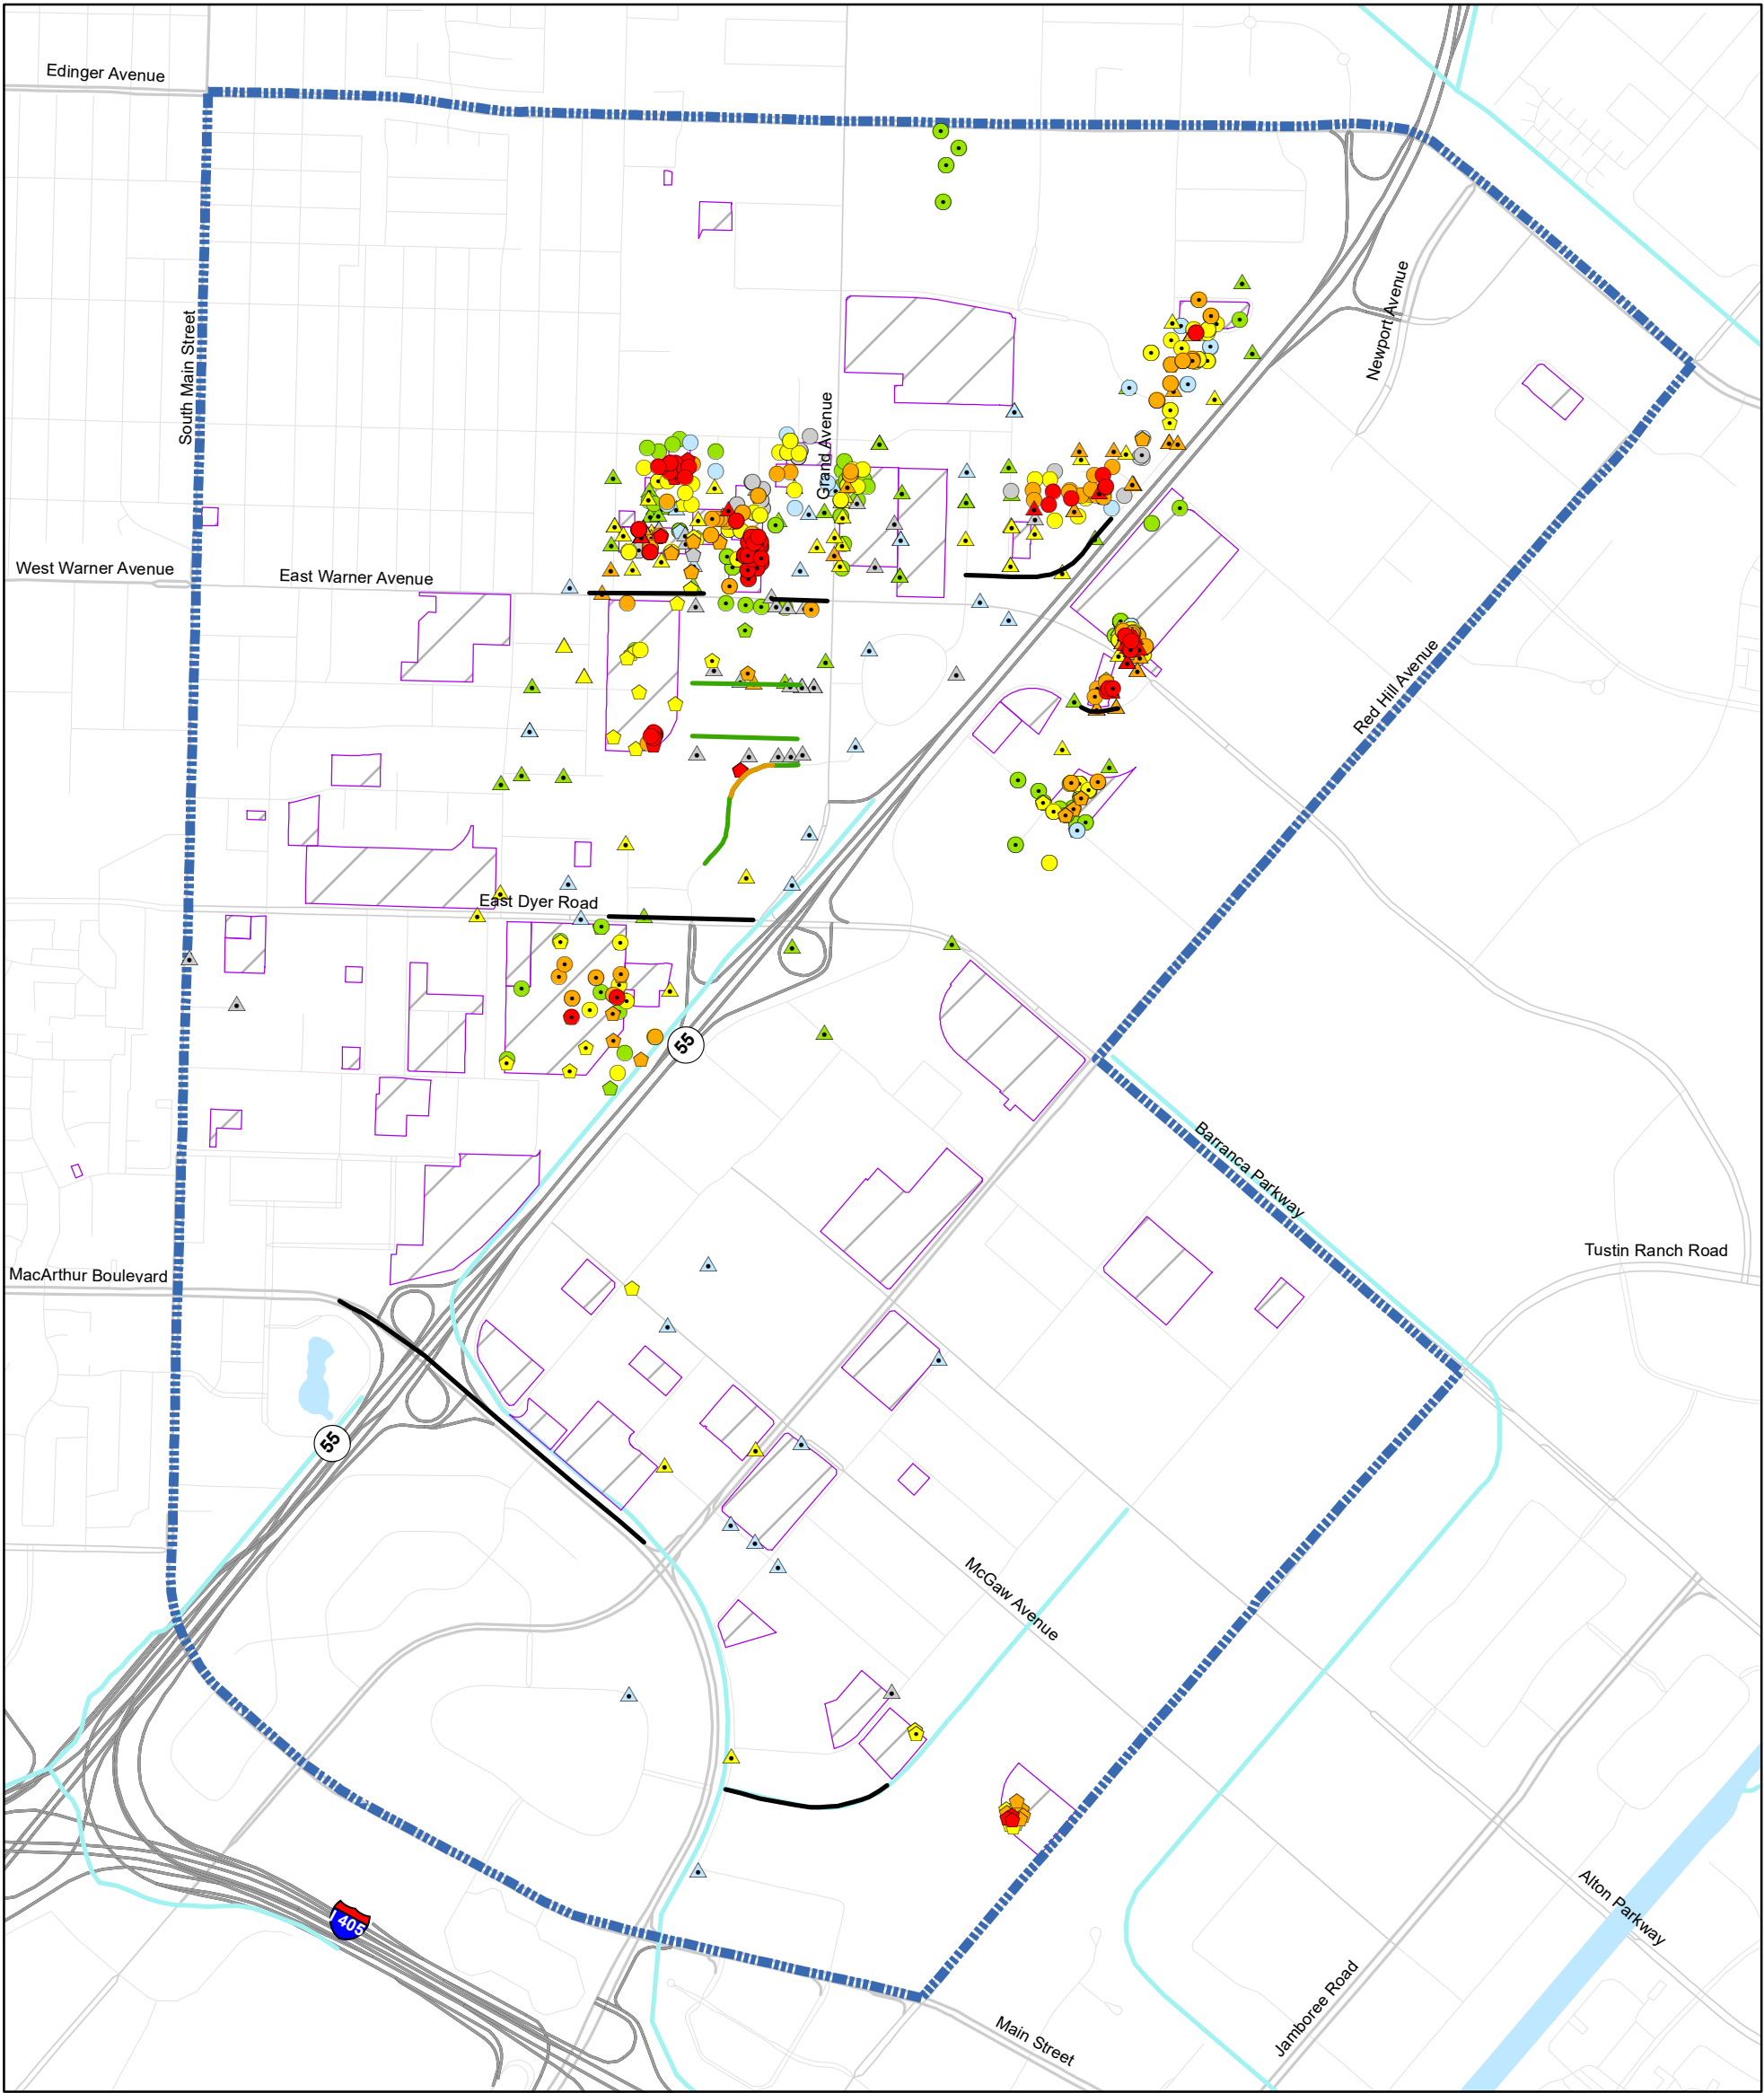 Edinger Avenue
South Main Street
Newport Avenue
Grand Avenue
West Warner Avenue
East Warner Avenue
Red Hill Avenue
East Dyer Road
55
Barranca Parkway
Tustin Ranch Road
MacArthur Boulevard
55
McGaw Avenue
Alton Parkway
I 405
Jamboree Road
Main Street